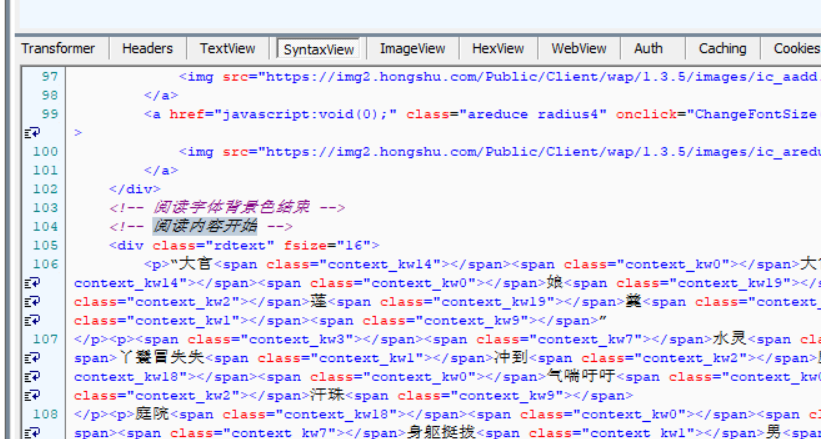 Transformer Headers TextView SyntaxView ImageView HexView WebView Auth Caching Cookies
97 <img src="https://img2.hongshu.com/Public/Client/wap/1.3.5/images/ic_aadd.
98 </a>
99 <a href="javascript:void(0);" class="areduce radius4" onclick="ChangeFontSize
>
100 <img src="https://img2.hongshu.com/Public/Client/wap/1.3.5/images/ic_aredu
101 </a>
102 </div>
103 <!-- 阅读字体背景色结束 -->
104 <!-- 阅读内容开始 -->
105 <div class="rdtext" fsize="16">
106 <p>“大官<span class="context_kw14"></span><span class="context_kw0"></span>大
context_kw14"></span><span class="context_kw0"></span>娘<span class="context_kw19"></s
class="context_kw2"></span>莲<span class="context_kw19"></span>羹<span class="context_
class="context_kw1"></span><span class="context_kw9"></span>”
107 </p><p><span class="context_kw3"></span><span class="context_kw7"></span>水灵<span cla
span>丫鬟冒失失<span class="context_kw1"></span>冲到<span class="context_kw2"></span>
context_kw18"></span><span class="context_kw0"></span>气喘吁吁<span class="context_kw0
class="context_kw2"></span>汗珠<span class="context_kw9"></span>
108 </p><p>庭院<span class="context_kw18"></span><span class="context_kw0"></span><span cl
span><span class="context_kw7"></span>身躯挺拔<span class="context_kw1"></span>男<span